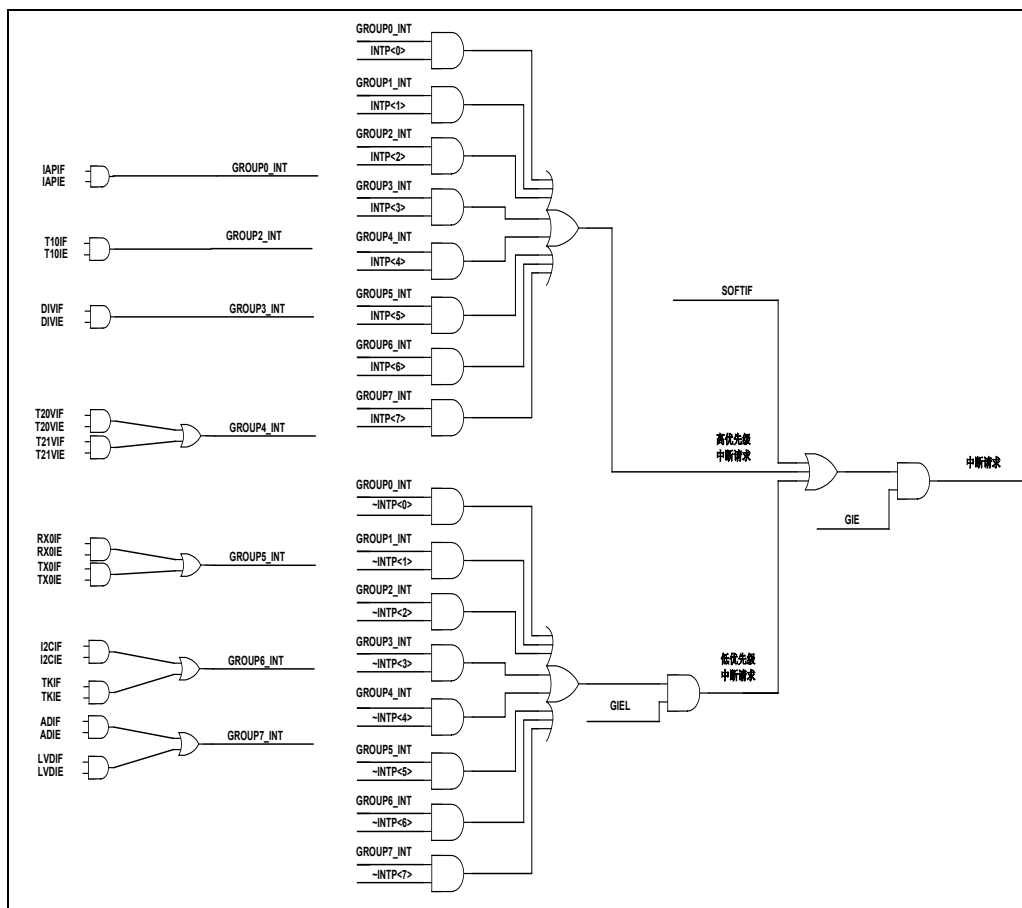 IAPIF
IAPIE
GROUP0_INT
T10IF
T10IE
GROUP2_INT
DIVIF
DIVIE
GROUP3_INT
T20VIF
T20VIE
T21VIF
T21VIE
GROUP4_INT
RX0IF
RX0IE
TX0IF
TX0IE
GROUP5_INT
I2CIF
I2CIE
TKIF
TKIE
GROUP6_INT
ADIF
ADIE
LVDIF
LVDIE
GROUP7_INT
GROUP0_INT
INTP<0>
GROUP1_INT
INTP<1>
GROUP2_INT
INTP<2>
GROUP3_INT
INTP<3>
GROUP4_INT
INTP<4>
GROUP5_INT
INTP<5>
GROUP6_INT
INTP<6>
GROUP7_INT
INTP<7>
GROUP0_INT
~INTP<0>
GROUP1_INT
~INTP<1>
GROUP2_INT
~INTP<2>
GROUP3_INT
~INTP<3>
GROUP4_INT
~INTP<4>
GROUP5_INT
~INTP<5>
GROUP6_INT
~INTP<6>
GROUP7_INT
~INTP<7>
SOFTIF
高优先级
中断请求
GIEL
低优先级
中断请求
GIE
中断请求